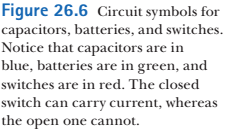 Figure 26.6 Circuit symbols for
capacitors, batteries, and switches.
Notice that capacitors are in
blue, batteries are in green, and
switches are in red. The closed
switch can carry current, whereas
the open one cannot.